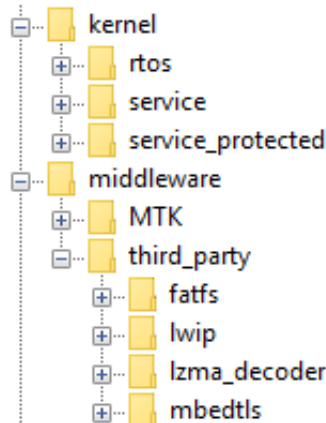 kernel
rtos
service
service_protected
middleware
MTK
third_party
fatfs
lwip
lzma_decoder
mbedtls